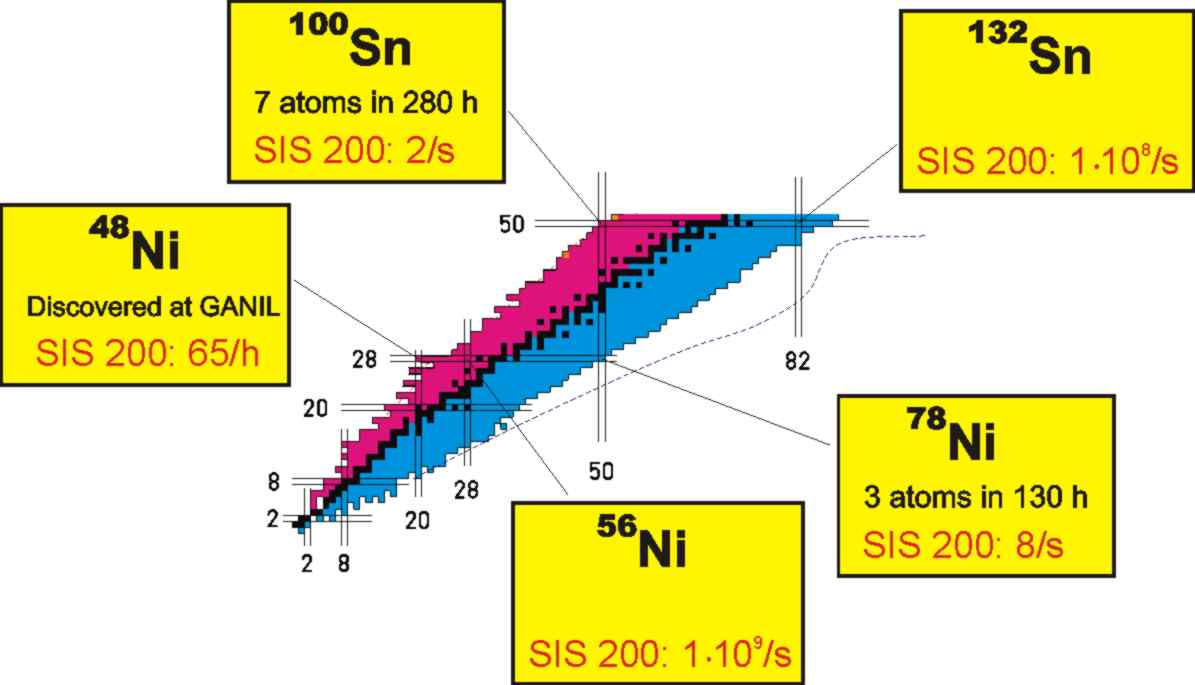 ¹⁰⁰Sn
7 atoms in 280 h
SIS 200: 2/s
¹³²Sn
SIS 200: 1·10⁸/s
⁴⁸Ni
Discovered at GANIL
SIS 200: 65/h
⁷⁸Ni
3 atoms in 130 h
SIS 200: 8/s
⁵⁶Ni
SIS 200: 1·10⁹/s
50
28
20
8
2
82
50
28
20
2
8